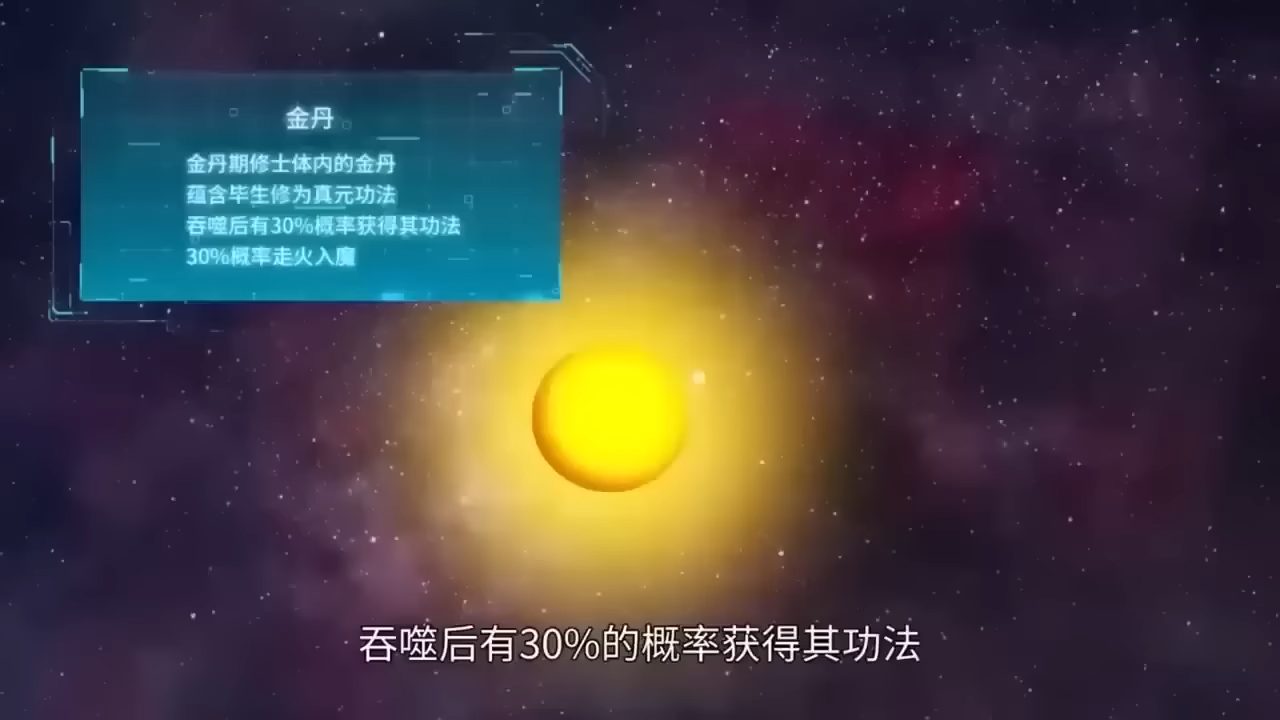 金丹
金丹期修士体内的金丹
蕴含毕生修为真元功法
吞噬后有30%概率获得其功法
30%概率走火入魔
吞噬后有30%的概率获得其功法